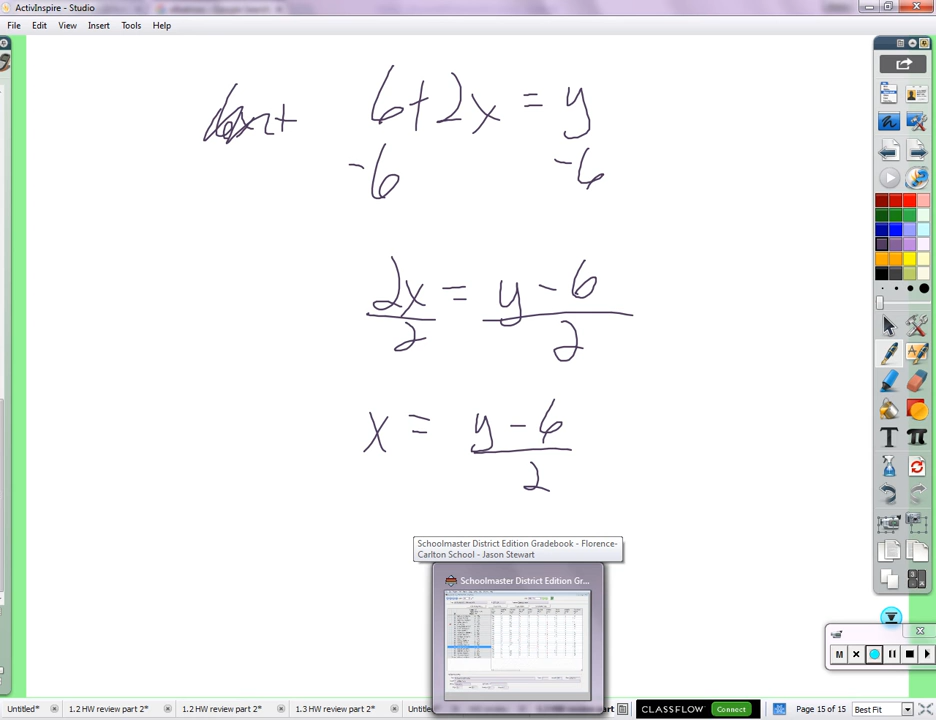 ActivInspire - Studio
File Edit View Insert Tools Help
6+2x = y
-6 -6
2x = y - 6
2 2
x = y - 6
2
Schoolmaster District Edition Gradebook - Florence-
Carlton School - Jason Stewart
Schoolmaster District Edition Gr...
M
T π
Untitled* 1.2 HW review part 2* 1.2 HW review part 2* 1.3 HW review part 2* CLASSFLOW Connect Page 15 of 15 Best Fit